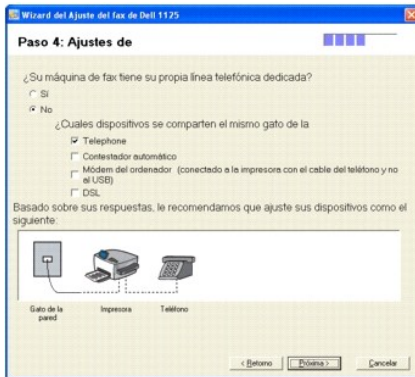 Wizard del Ajuste del fax de Dell 1125
Paso 4: Ajustes de
¿Su máquina de fax tiene su propia línea telefónica dedicada?
Sí
No
¿Cuales dispositivos se comparten el mismo gato de la
Telephone
Contestador automático
Módem del ordenador (conectado a la impresora con el cable del teléfono y no
al USB)
DSL
Basado sobre sus respuestas, le recomendamos que ajuste sus dispositivos como el
siguiente:
Gato de la
pared
Impresora
Teléfono
< Retorno
Próxima >
Cancelar